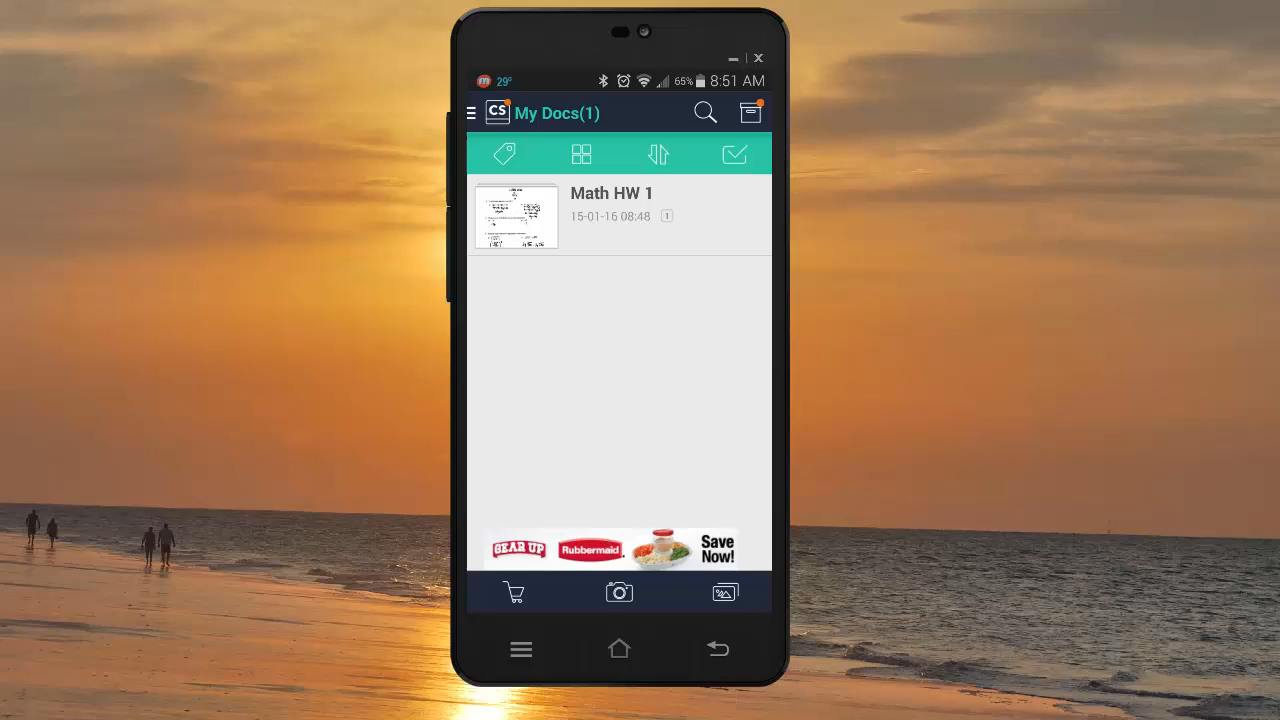 29°
65% 8:51 AM
CS My Docs(1)
Math HW 1
15-01-16 08:48 1
GEAR UP Rubbermaid Save
Now!